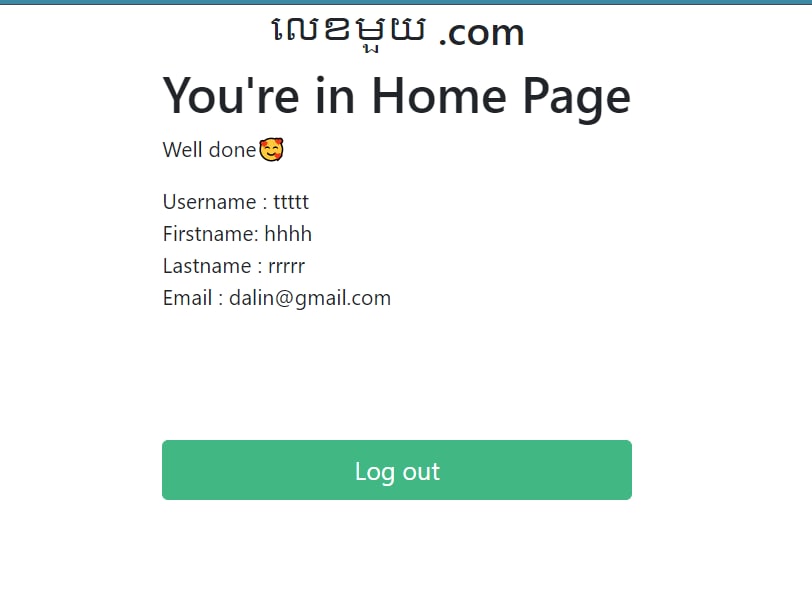 លេខមួយ .com
You're in Home Page
Well done🥰
Username : ttttt
Firstname: hhhh
Lastname : rrrrr
Email : dalin@gmail.com
Log out